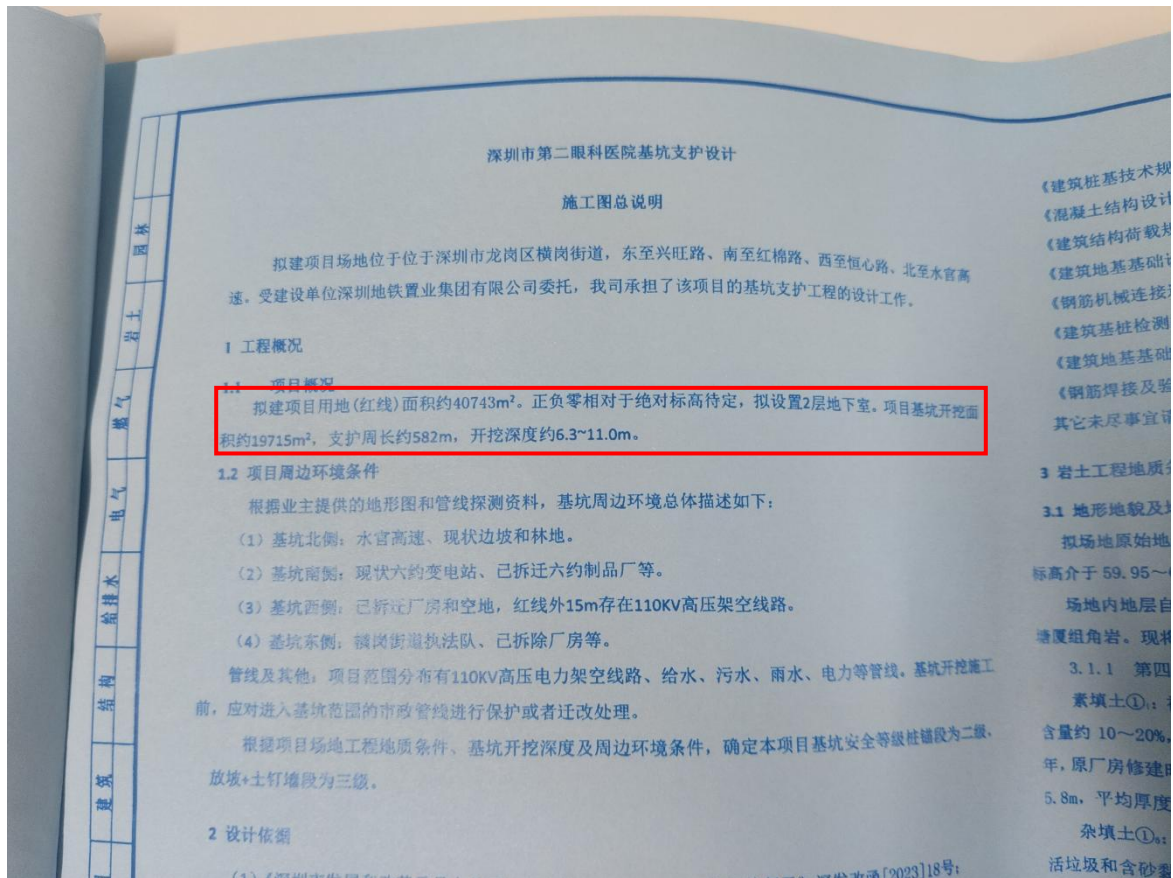 深圳市第二眼科医院基坑支护设计
施工图总说明
拟建项目场地位于位于深圳市龙岗区横岗街道，东至兴旺路、南至红棉路、西至恒心路、北至水官高
速。受建设单位深圳地铁置业集团有限公司委托，我司承担了该项目的基坑支护工程的设计工作。
1 工程概况
1.1 项目概况
拟建项目用地(红线)面积约40743m²。正负零相对于绝对标高待定，拟设置2层地下室。项目基坑开挖面
积约19715m²，支护周长约582m，开挖深度约6.3~11.0m。
1.2 项目周边环境条件
根据业主提供的地形图和管线探测资料，基坑周边环境总体描述如下：
（1）基坑北侧：水官高速、现状边坡和林地。
（2）基坑南侧：现状六约变电站、已拆迁六约制品厂等。
（3）基坑西侧：已拆迁厂房和空地，红线外15m存在110KV高压架空线路。
（4）基坑东侧：横岗街道执法队、已拆除厂房等。
管线及其他：项目范围分布有110KV高压电力架空线路、给水、污水、雨水、电力等管线。基坑开挖施工
前，应对进入基坑范围的市政管线进行保护或者迁改处理。
根据项目场地工程地质条件、基坑开挖深度及周边环境条件，确定本项目基坑安全等级桩锚段为二级，
放坡+土钉墙段为三级。
2 设计依据
[2023]18号；
《建筑桩基技术规
《混凝土结构设计
《建筑结构荷载规
《建筑地基基础设
《钢筋机械连接
《建筑基桩检测
《建筑地基基础
《钢筋焊接及验
其它未尽事宜请
3 岩土工程地质
3.1 地形地貌及
拟场地原始地
标高介于 59.95～
场地内地层自
塘厦组角岩。现将
3.1.1 第四
素填土①₁：
含量约 10～20%，
年，原厂房修建
5.8m，平均厚度
杂填土①₆：
活垃圾和含砂
园林
岩土
燃气
电气
给排水
结构
建筑